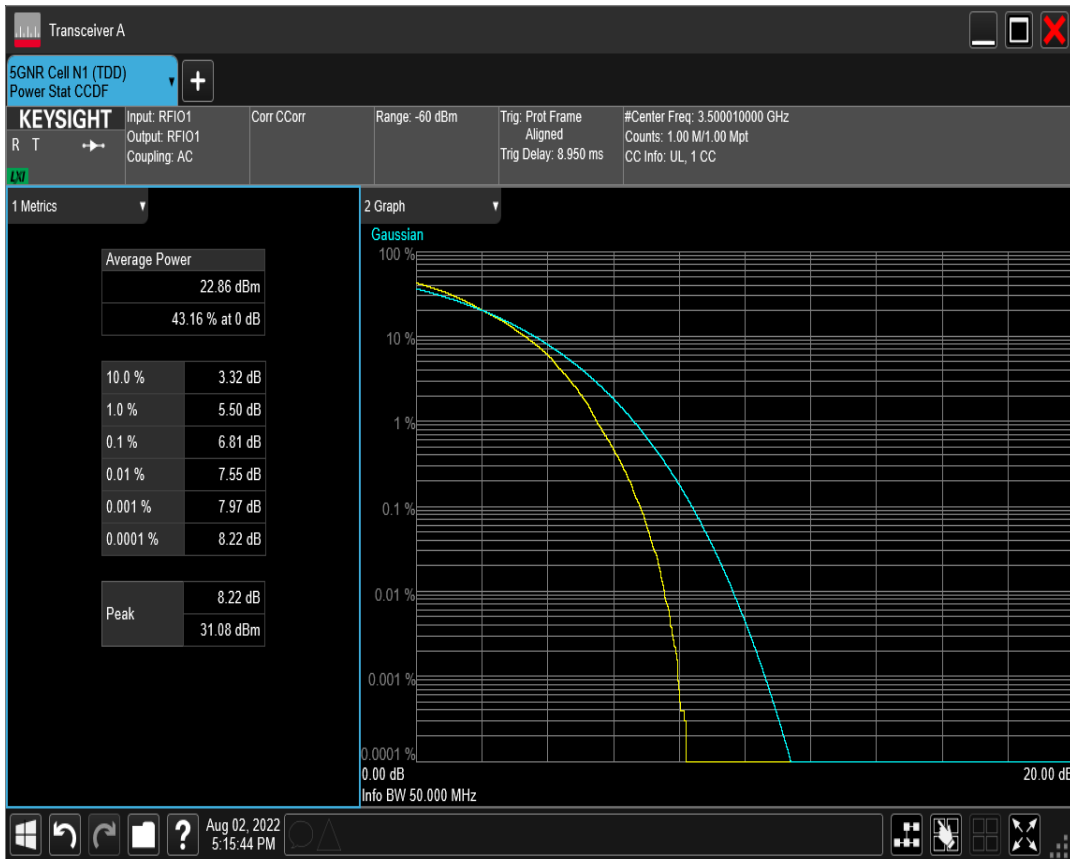 Transceiver A
5GNR Cell N1 (TDD)
Power Stat CCDF
+
KEYSIGHT
R T
LXI
Input: RFIO1
Output: RFIO1
Coupling: AC
Corr CCorr
Range: -60 dBm
Trig: Prot Frame
Aligned
Trig Delay: 8.950 ms
#Center Freq: 3.500010000 GHz
Counts: 1.00 M/1.00 Mpt
CC Info: UL, 1 CC
1 Metrics
Average Power
22.86 dBm
43.16 % at 0 dB
10.0 % 3.32 dB
1.0 % 5.50 dB
0.1 % 6.81 dB
0.01 % 7.55 dB
0.001 % 7.97 dB
0.0001 % 8.22 dB
Peak 8.22 dB
31.08 dBm
2 Graph
Gaussian
100 %
10 %
1 %
0.1 %
0.01 %
0.001 %
0.0001 %
0.00 dB 20.00 dB
Info BW 50.000 MHz
?
Aug 02, 2022
5:15:44 PM